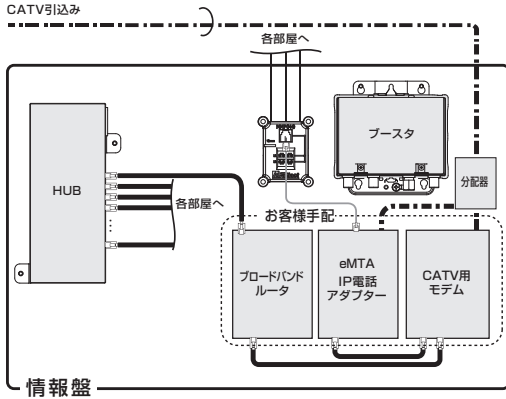 CATV引込み
各部屋へ
ブースタ
HUB
分配器
各部屋へ
お客様手配
ブロードバンド
ルータ
eMTA
IP電話
アダプター
CATV用
モデム
情報盤